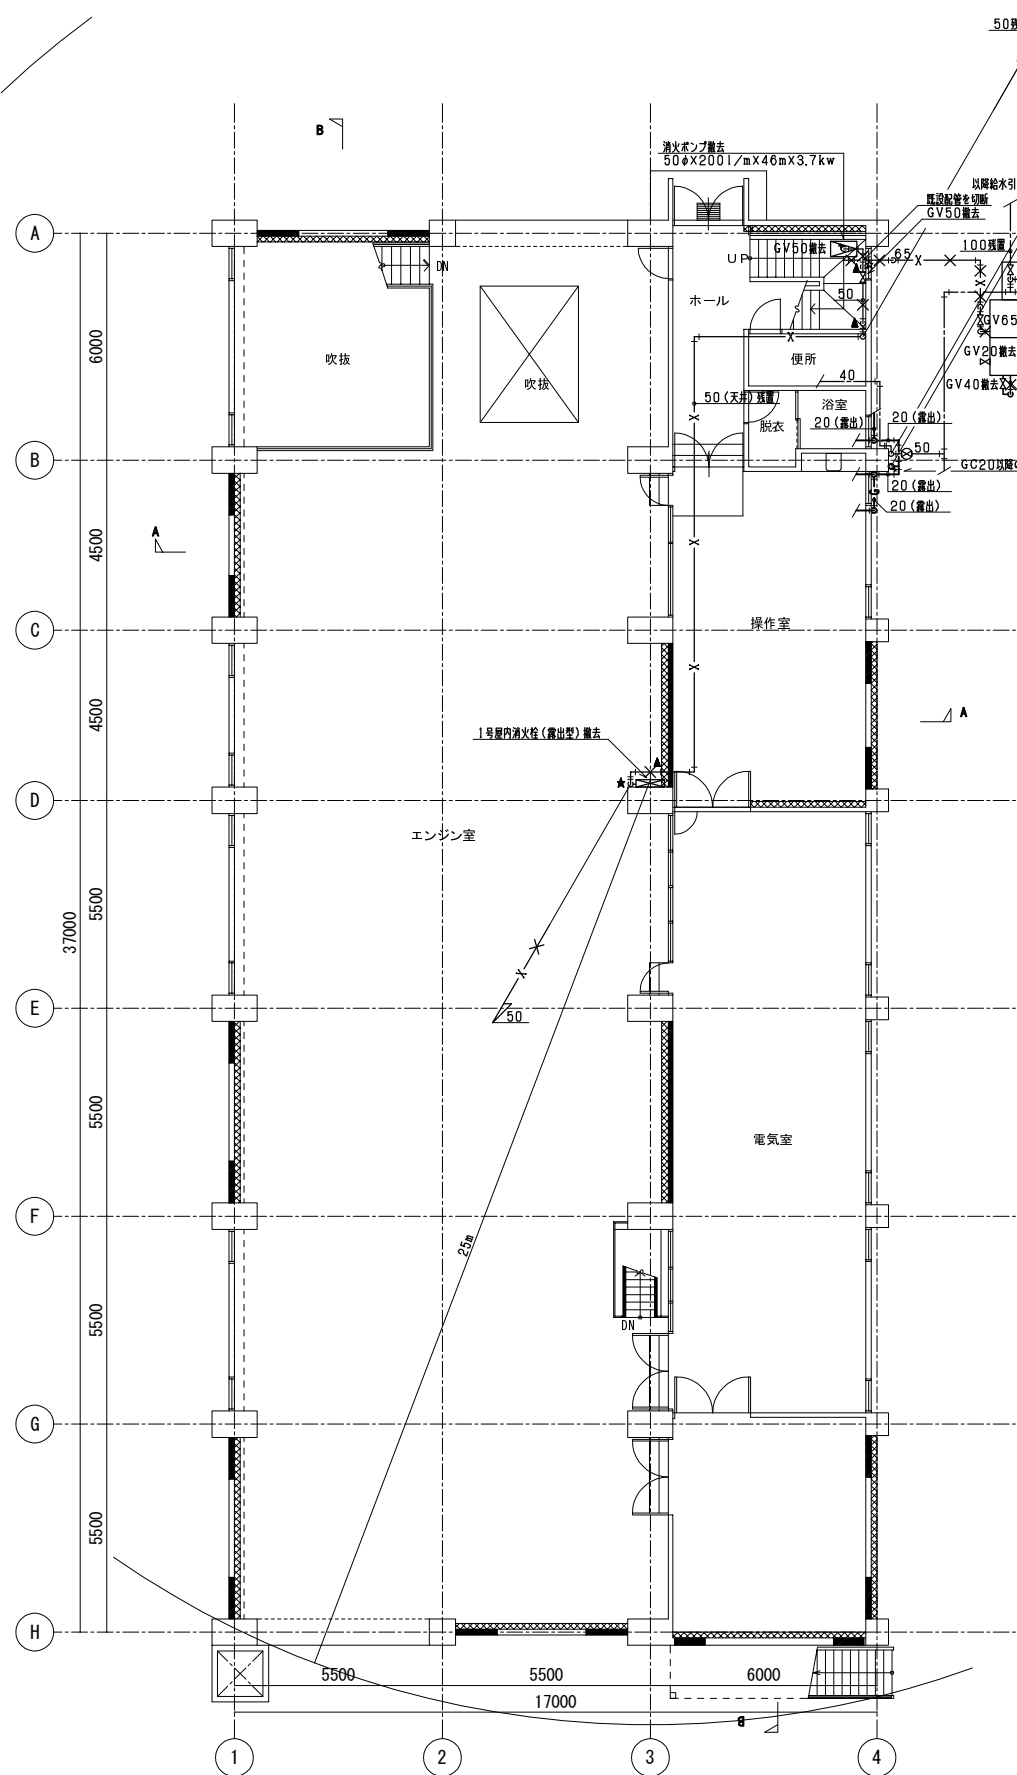 50残
B
消火ポンプ撤去
50φX200l/mX46mX3.7kw
以降給水引
既設配管を切断
GV50撤去
A
DN
UP
GV50撤去
65
100残置
6000
ホール
50
GV65
吹抜
吹抜
便所
GV20撤去
40
GV40撤去
50(天井)残置
浴室
脱衣
20(露出)
20(露出)
B
50
GC20以降
20(露出)
20(露出)
A
4500
C
操作室
4500
A
1号屋内消火栓(露出型)撤去
D
エンジン室
5500
37000
E
50
5500
電気室
F
25m
5500
DN
G
5500
H
5500
5500
6000
17000
B
1
2
3
4